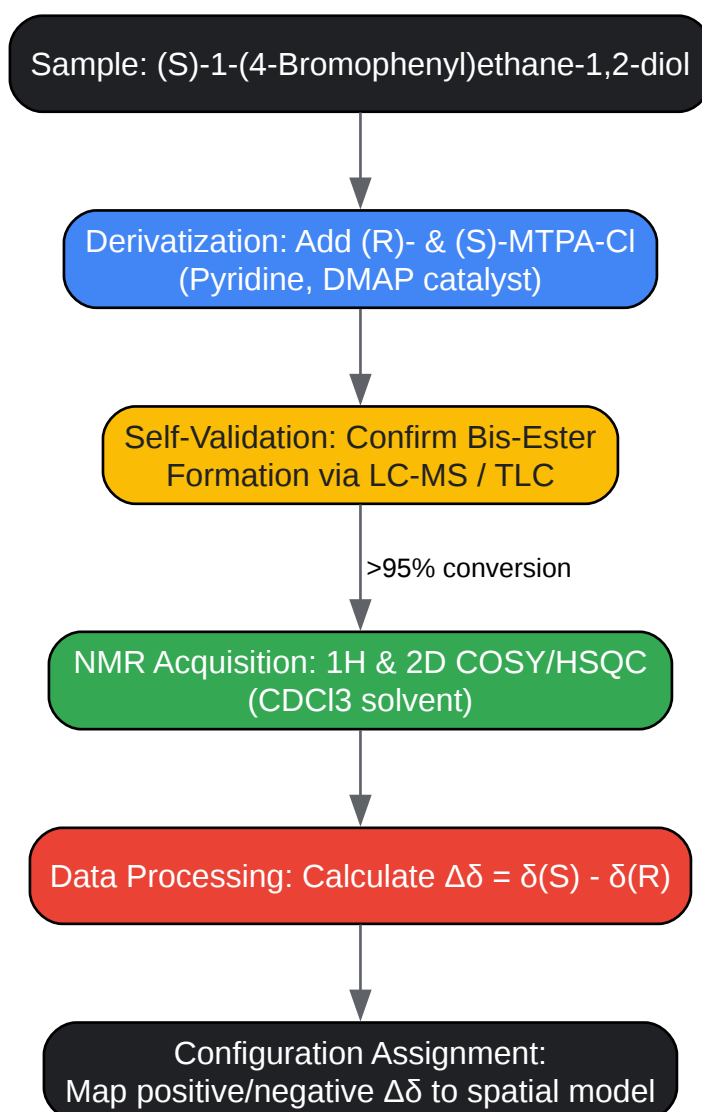 Sample: (S)-1-(4-Bromophenyl)ethane-1,2-diol
Derivatization: Add (R)- & (S)-MTPA-Cl
(Pyridine, DMAP catalyst)
Self-Validation: Confirm Bis-Ester
Formation via LC-MS / TLC
>95% conversion
NMR Acquisition: 1H & 2D COSY/HSQC
(CDCl3 solvent)
Data Processing: Calculate Δδ = δ(S) - δ(R)
Configuration Assignment:
Map positive/negative Δδ to spatial model